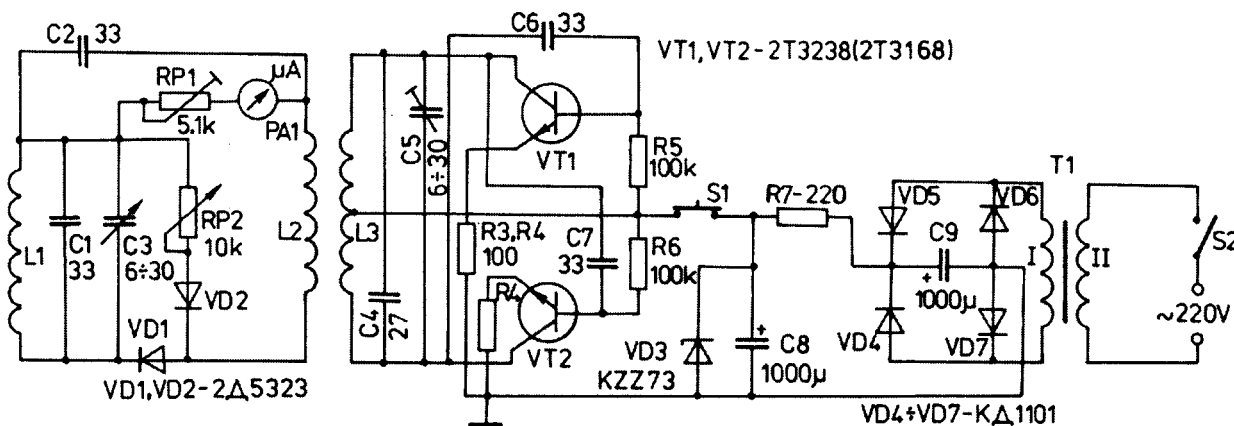 C2 33
C6 33
VT1,VT2-2T3238(2T3168)
RP1
µA
5.1k
PA1
C5
6÷30
VT1
R5
100k
T1
S1
R7-220
VD5
VD6
RP2
10k
L1
C1
33
C3
6÷30
L2
L3
R3,R4
100
C7
33
R6
100k
C9
+
1000µ
I
II
S2
VD2
R4
C4
27
VD1
VT2
VD3
KZZ73
+
C8
1000µ
VD4
VD7
~220V
VD1,VD2-2Д5323
VD4÷VD7-КД1101